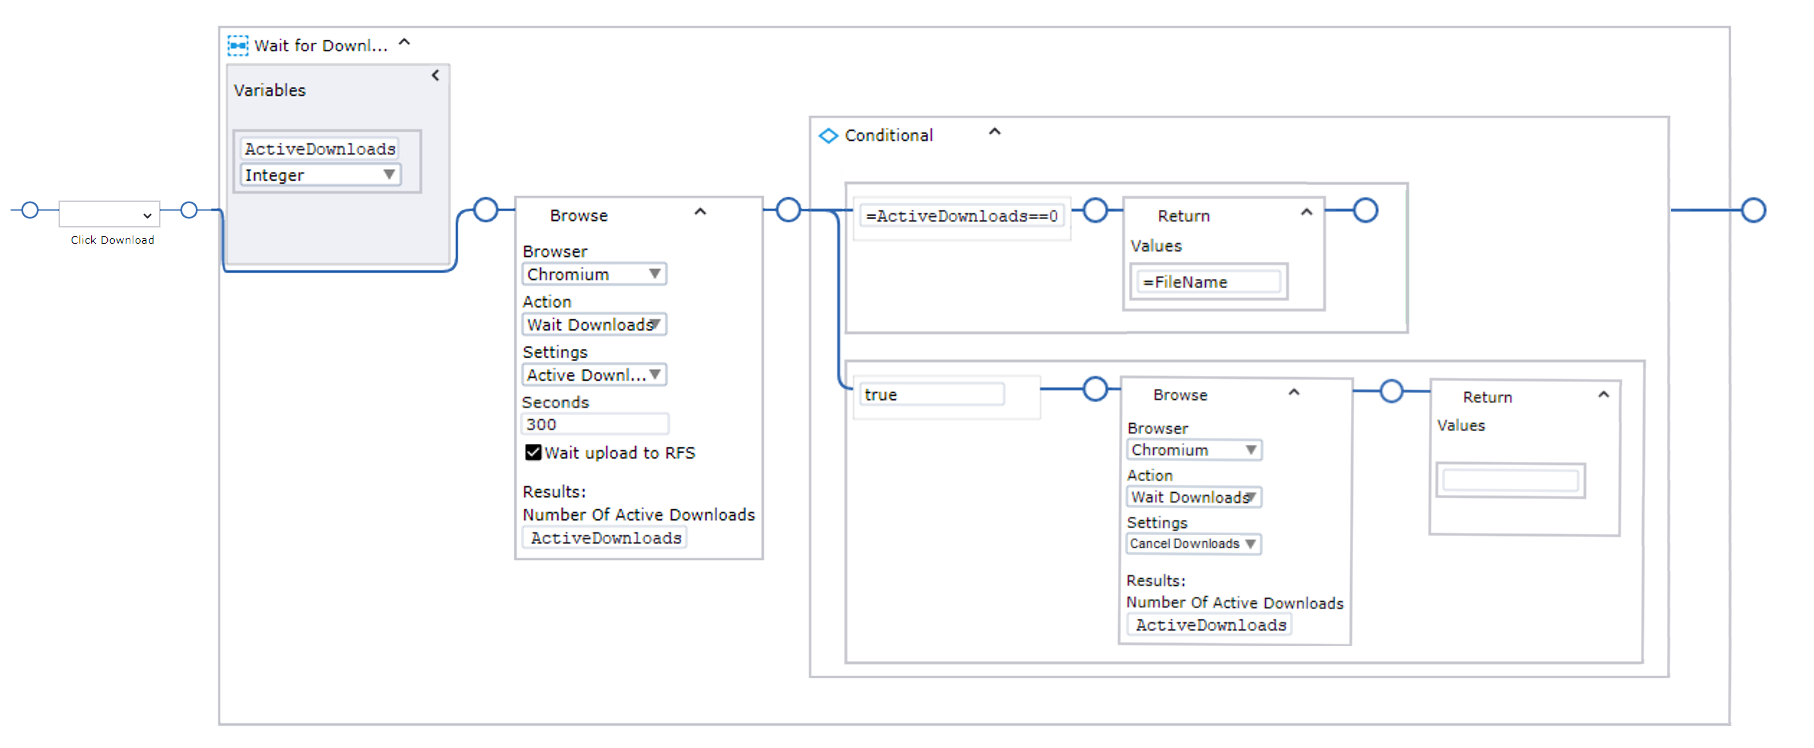 Wait for Downl...
Variables
ActiveDownloads
Integer
Click Download
Browse
Browser
Chromium
Action
Wait Downloads
Settings
Active Downl...
Seconds
300
Wait upload to RFS
Results:
Number Of Active Downloads
ActiveDownloads
Conditional
=ActiveDownloads==0
Return
Values
=FileName
true
Browse
Browser
Chromium
Action
Wait Downloads
Settings
Cancel Downloads
Results:
Number Of Active Downloads
ActiveDownloads
Return
Values